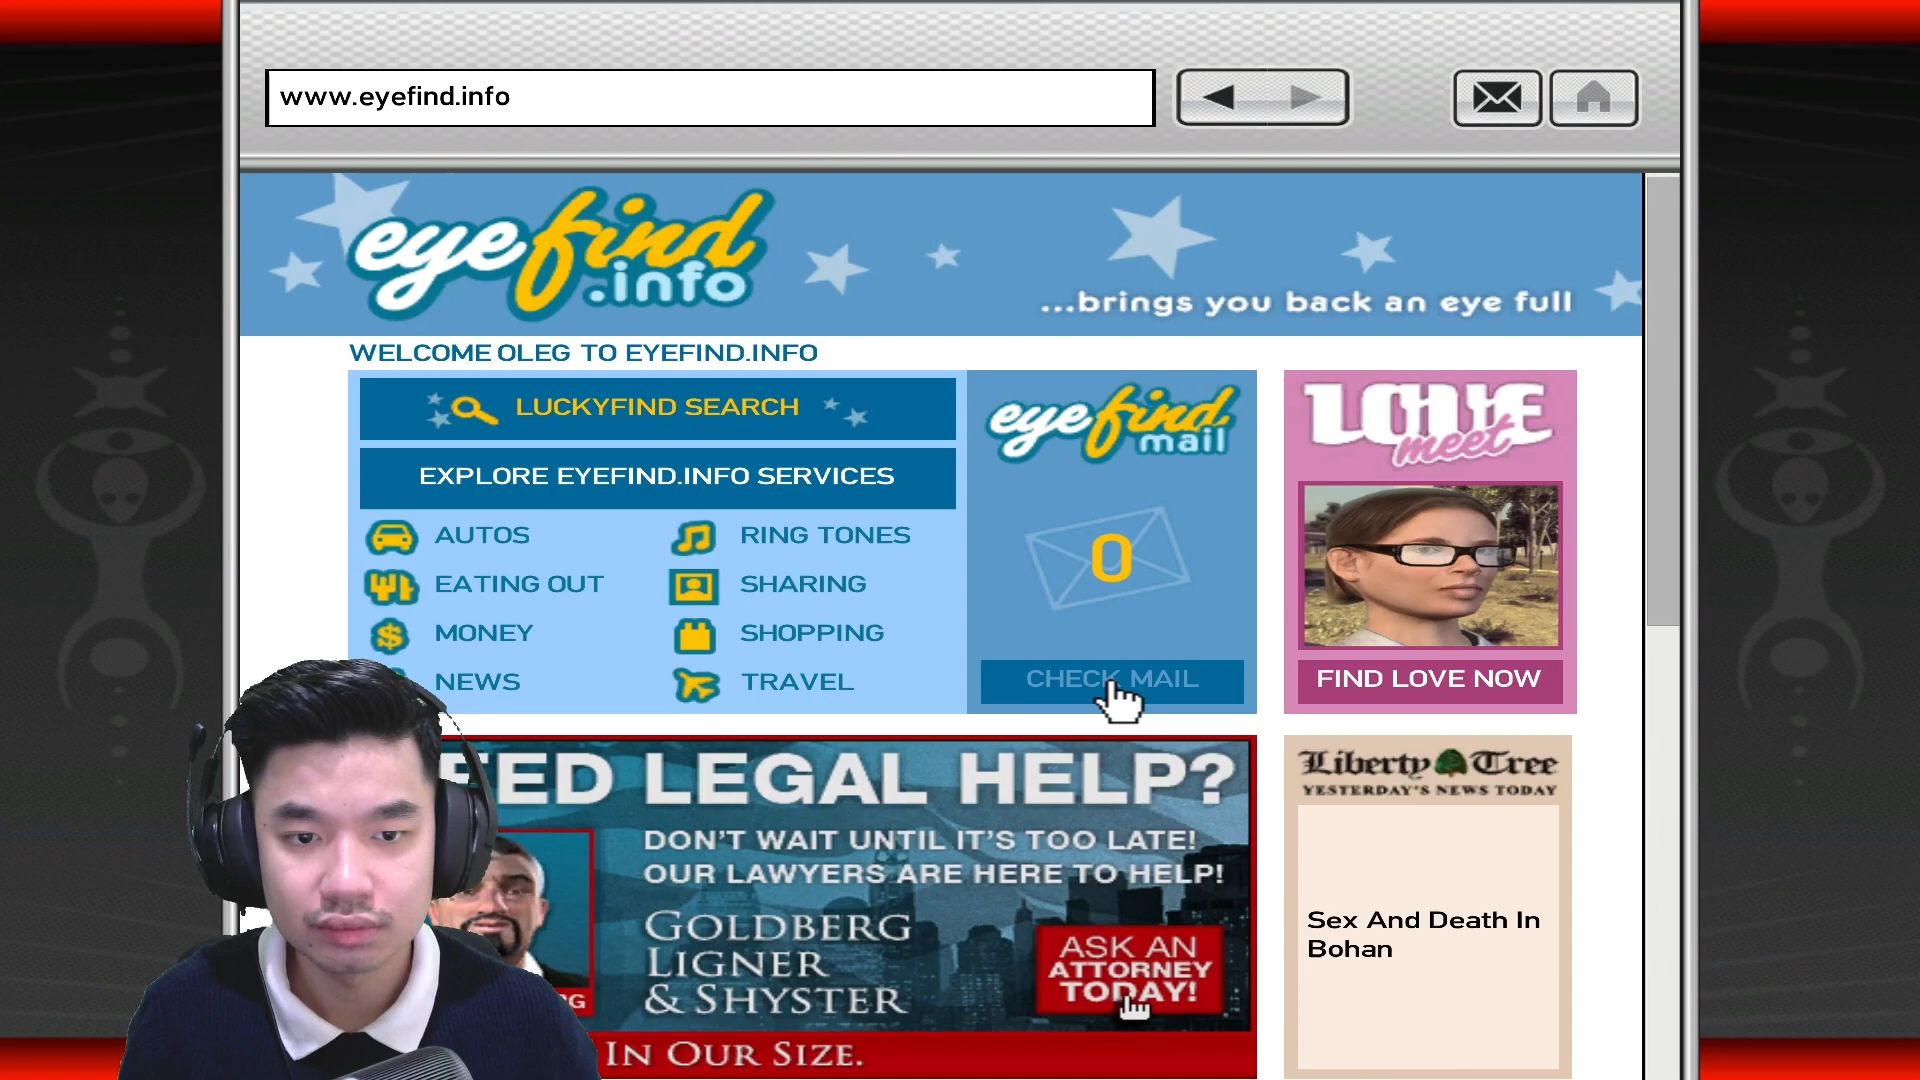 www.eyefind.info
eyefind
.info
...brings you back an eye full
WELCOME OLEG TO EYEFIND.INFO
LUCKYFIND SEARCH
EXPLORE EYEFIND.INFO SERVICES
AUTOS
RING TONES
EATING OUT
SHARING
MONEY
SHOPPING
NEWS
TRAVEL
eyefind
mail
0
CHECK MAIL
LOVE
meet
FIND LOVE NOW
EED LEGAL HELP?
DON'T WAIT UNTIL IT'S TOO LATE!
OUR LAWYERS ARE HERE TO HELP!
GOLDBERG
LIGNER
& SHYSTER
ASK AN
ATTORNEY
TODAY!
RG
IN OUR SIZE.
Liberty Tree
YESTERDAY'S NEWS TODAY
Sex And Death In
Bohan